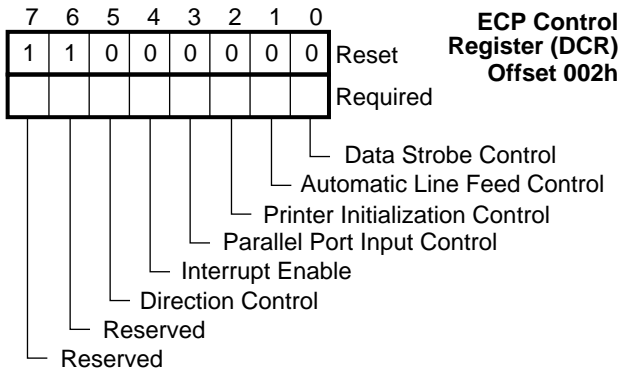 7 6 5 4 3 2 1 0
ECP Control
Register (DCR)
Offset 002h
1 1 0 0 0 0 0 0 Reset
Required
Data Strobe Control
Automatic Line Feed Control
Printer Initialization Control
Parallel Port Input Control
Interrupt Enable
Direction Control
Reserved
Reserved